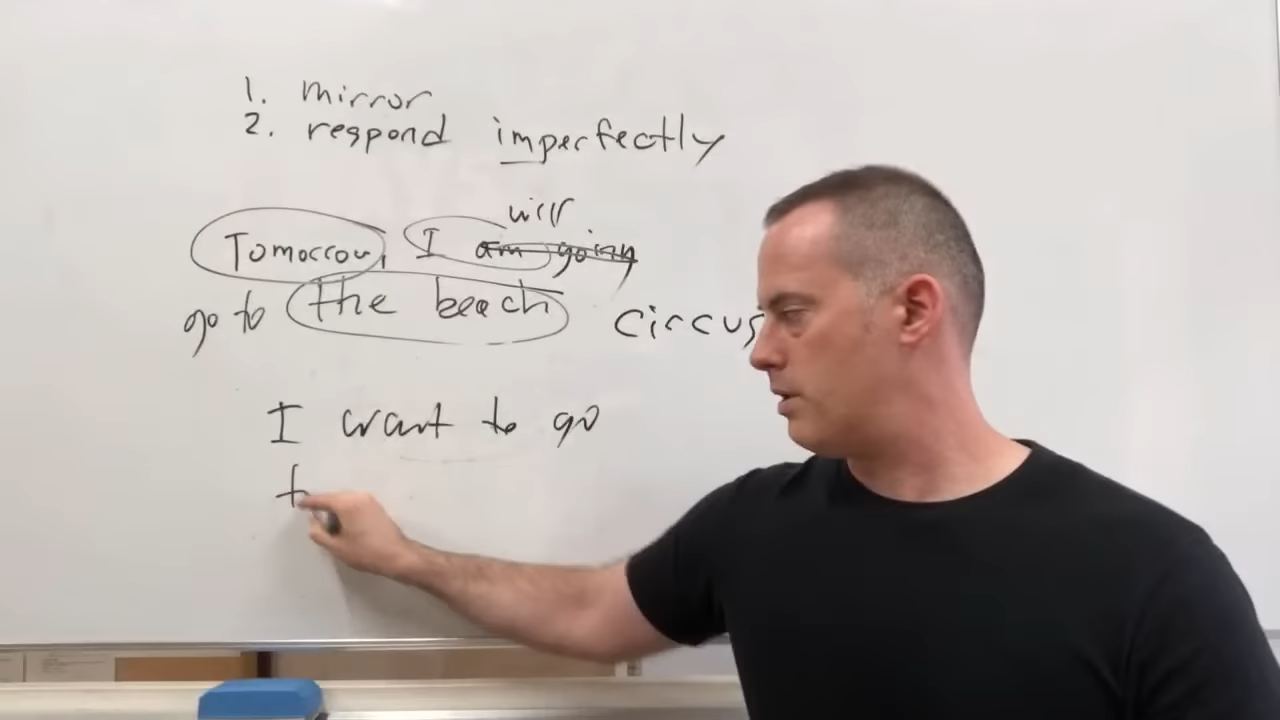 1. mirror
2. respond imperfectly
will
Tomorrow, I am going
go to the beach circus
I want to go
t